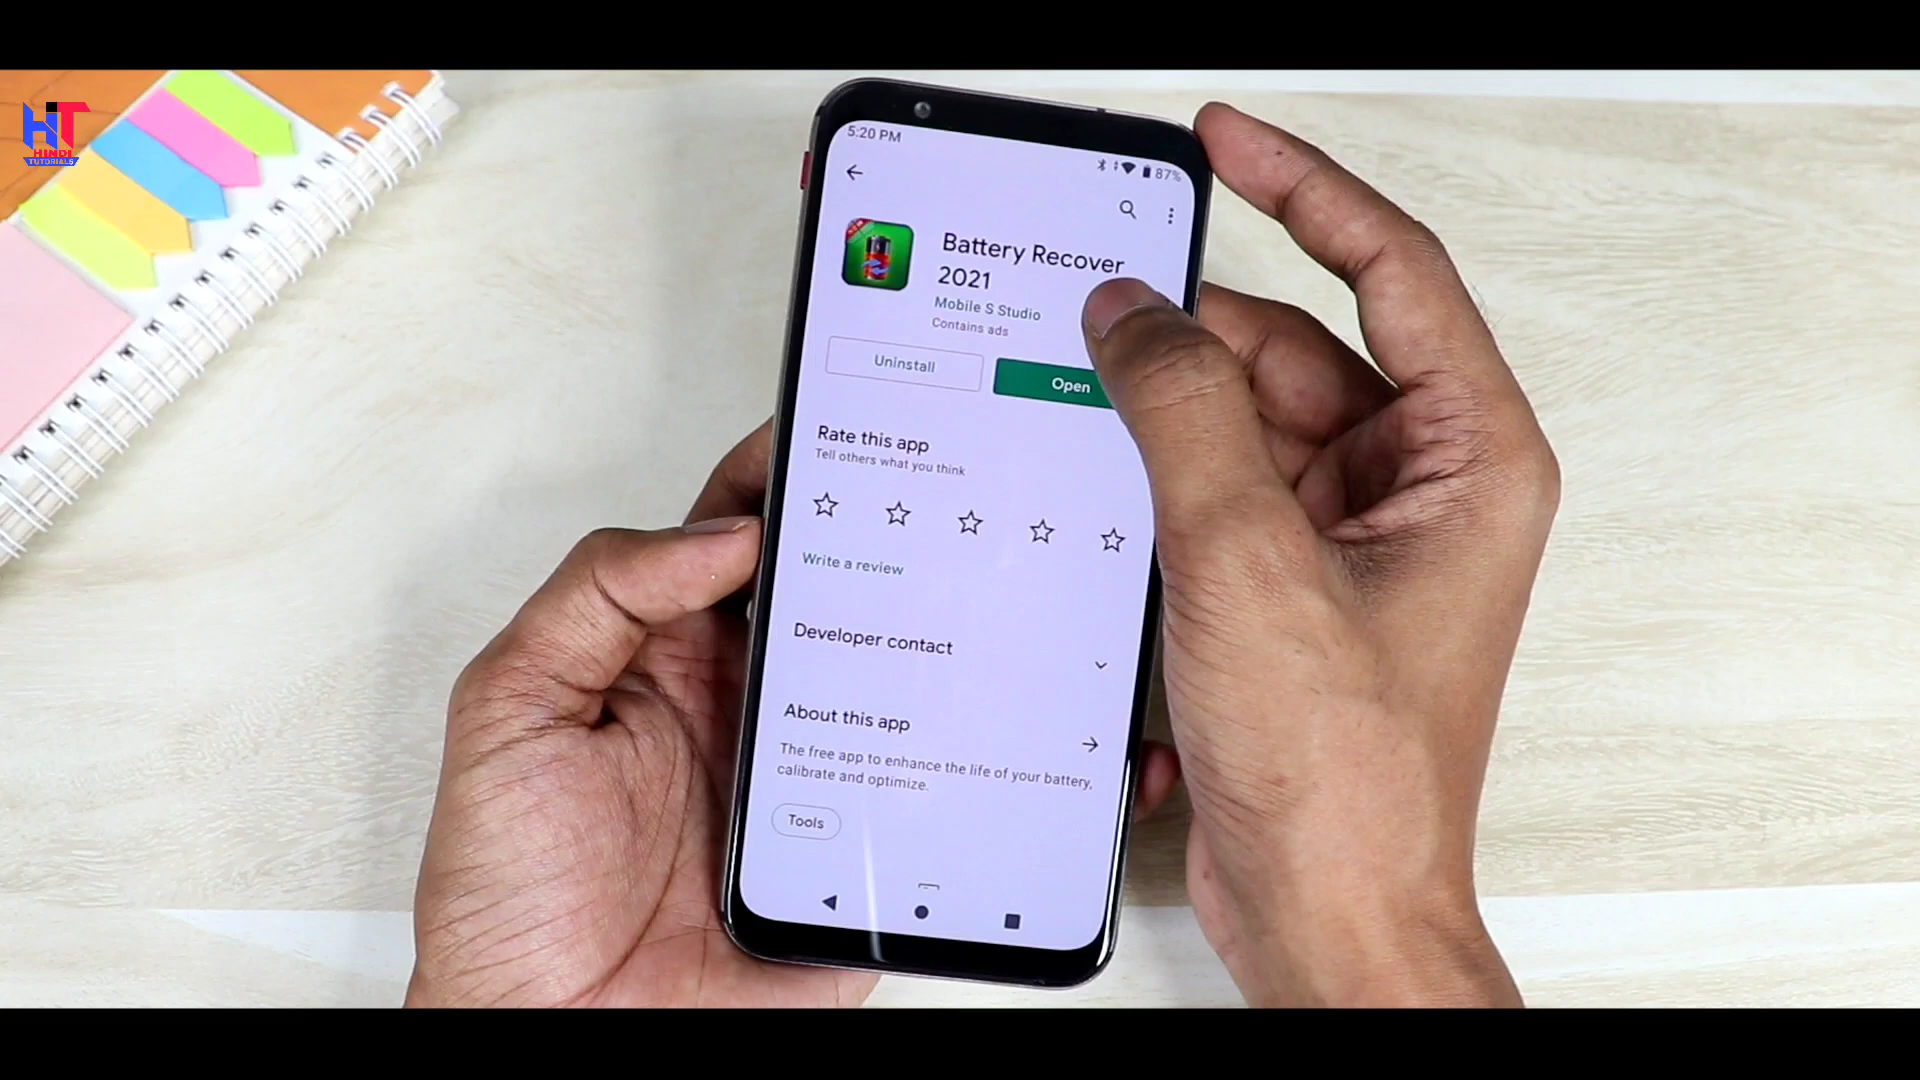 HT
HINDI
TUTORIALS
5:20 PM
87%
Battery Recover
2021
Mobile S Studio
Contains ads
Uninstall
Open
Rate this app
Tell others what you think
Write a review
Developer contact
About this app
The free app to enhance the life of your battery,
calibrate and optimize.
Tools